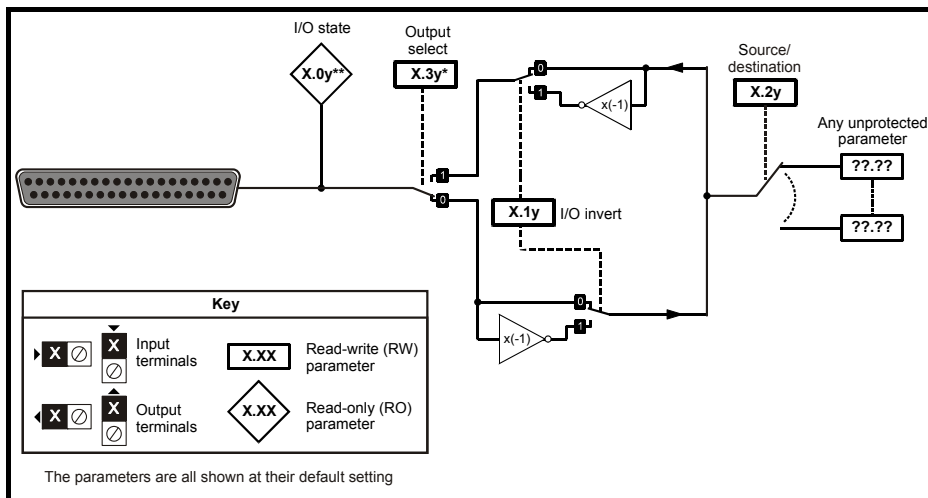 I/O state
X.0y**
Output
select
X.3y*
0
1
x(-1)
Source/
destination
X.2y
Any unprotected
parameter
??.??
??.??
1
0
X.1y
I/O invert
0
1
x(-1)
Key
X
X
Input
terminals
X.XX
Read-write (RW)
parameter
X
X
Output
terminals
X.XX
Read-only (RO)
parameter
The parameters are all shown at their default setting